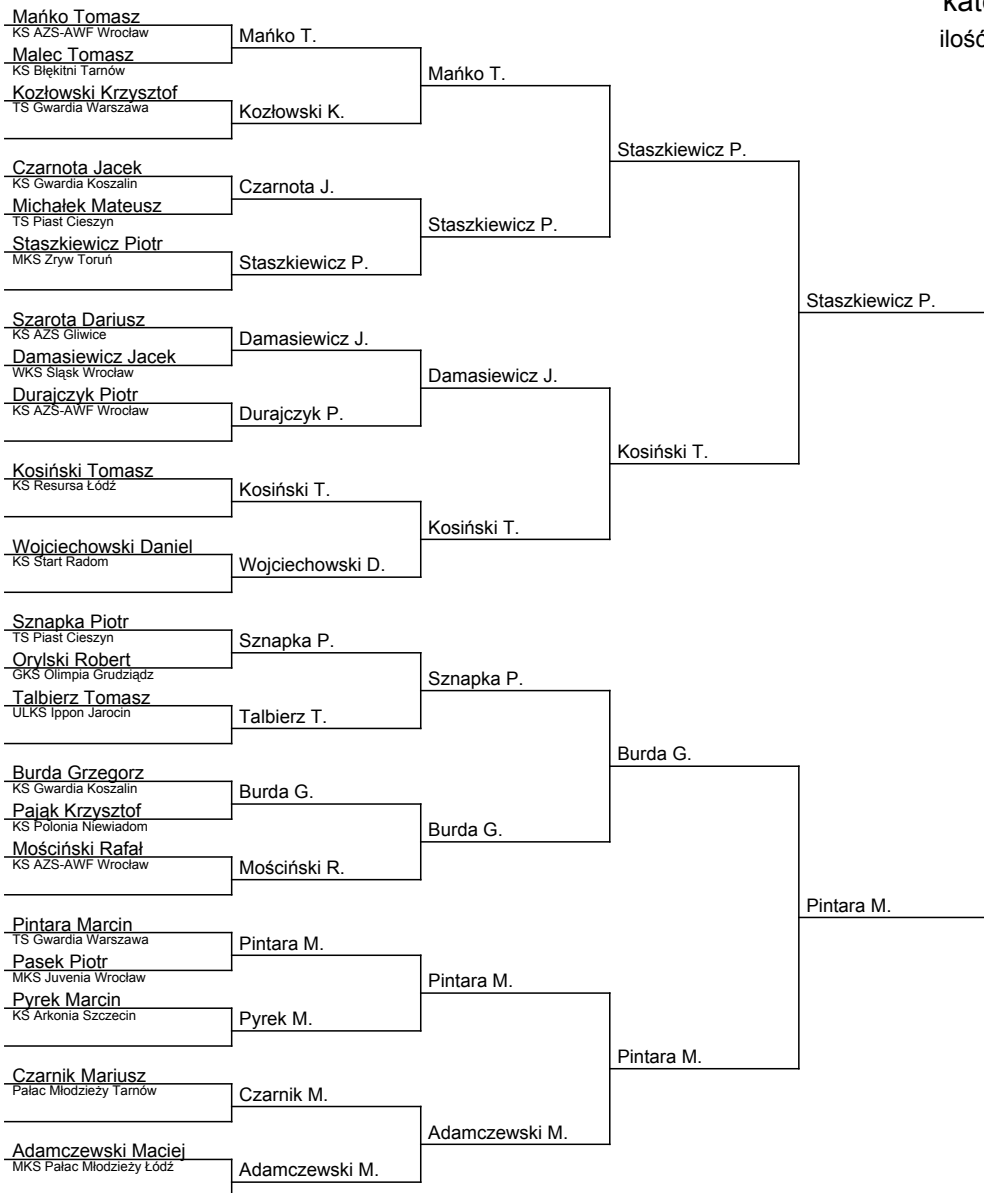 kat
ilość
Mańko Tomasz
KS AZS-AWF Wrocław
Malec Tomasz
KS Błękitni Tarnów
Kozłowski Krzysztof
TS Gwardia Warszawa
Czarnota Jacek
KS Gwardia Koszalin
Michałek Mateusz
TS Piast Cieszyn
Staszkiewicz Piotr
MKS Zryw Toruń
Szarota Dariusz
KS AZS Gliwice
Damasiewicz Jacek
WKS Śląsk Wrocław
Durajczyk Piotr
KS AZS-AWF Wrocław
Kosiński Tomasz
KS Resursa Łódź
Wojciechowski Daniel
KS Start Radom
Sznapka Piotr
TS Piast Cieszyn
Orylski Robert
GKS Olimpia Grudziądz
Talbierz Tomasz
ULKS Ippon Jarocin
Burda Grzegorz
KS Gwardia Koszalin
Pająk Krzysztof
KS Polonia Niewiadom
Mościński Rafał
KS AZS-AWF Wrocław
Pintara Marcin
TS Gwardia Warszawa
Pasek Piotr
MKS Juvenia Wrocław
Pyrek Marcin
KS Arkonia Szczecin
Czarnik Mariusz
Pałac Młodzieży Tarnów
Adamczewski Maciej
MKS Pałac Młodzieży Łódź
Mańko T.
Kozłowski K.
Czarnota J.
Staszkiewicz P.
Damasiewicz J.
Durajczyk P.
Kosiński T.
Wojciechowski D.
Sznapka P.
Talbierz T.
Burda G.
Mościński R.
Pintara M.
Pyrek M.
Czarnik M.
Adamczewski M.
Mańko T.
Staszkiewicz P.
Damasiewicz J.
Kosiński T.
Sznapka P.
Burda G.
Pintara M.
Adamczewski M.
Staszkiewicz P.
Kosiński T.
Burda G.
Pintara M.
Staszkiewicz P.
Pintara M.